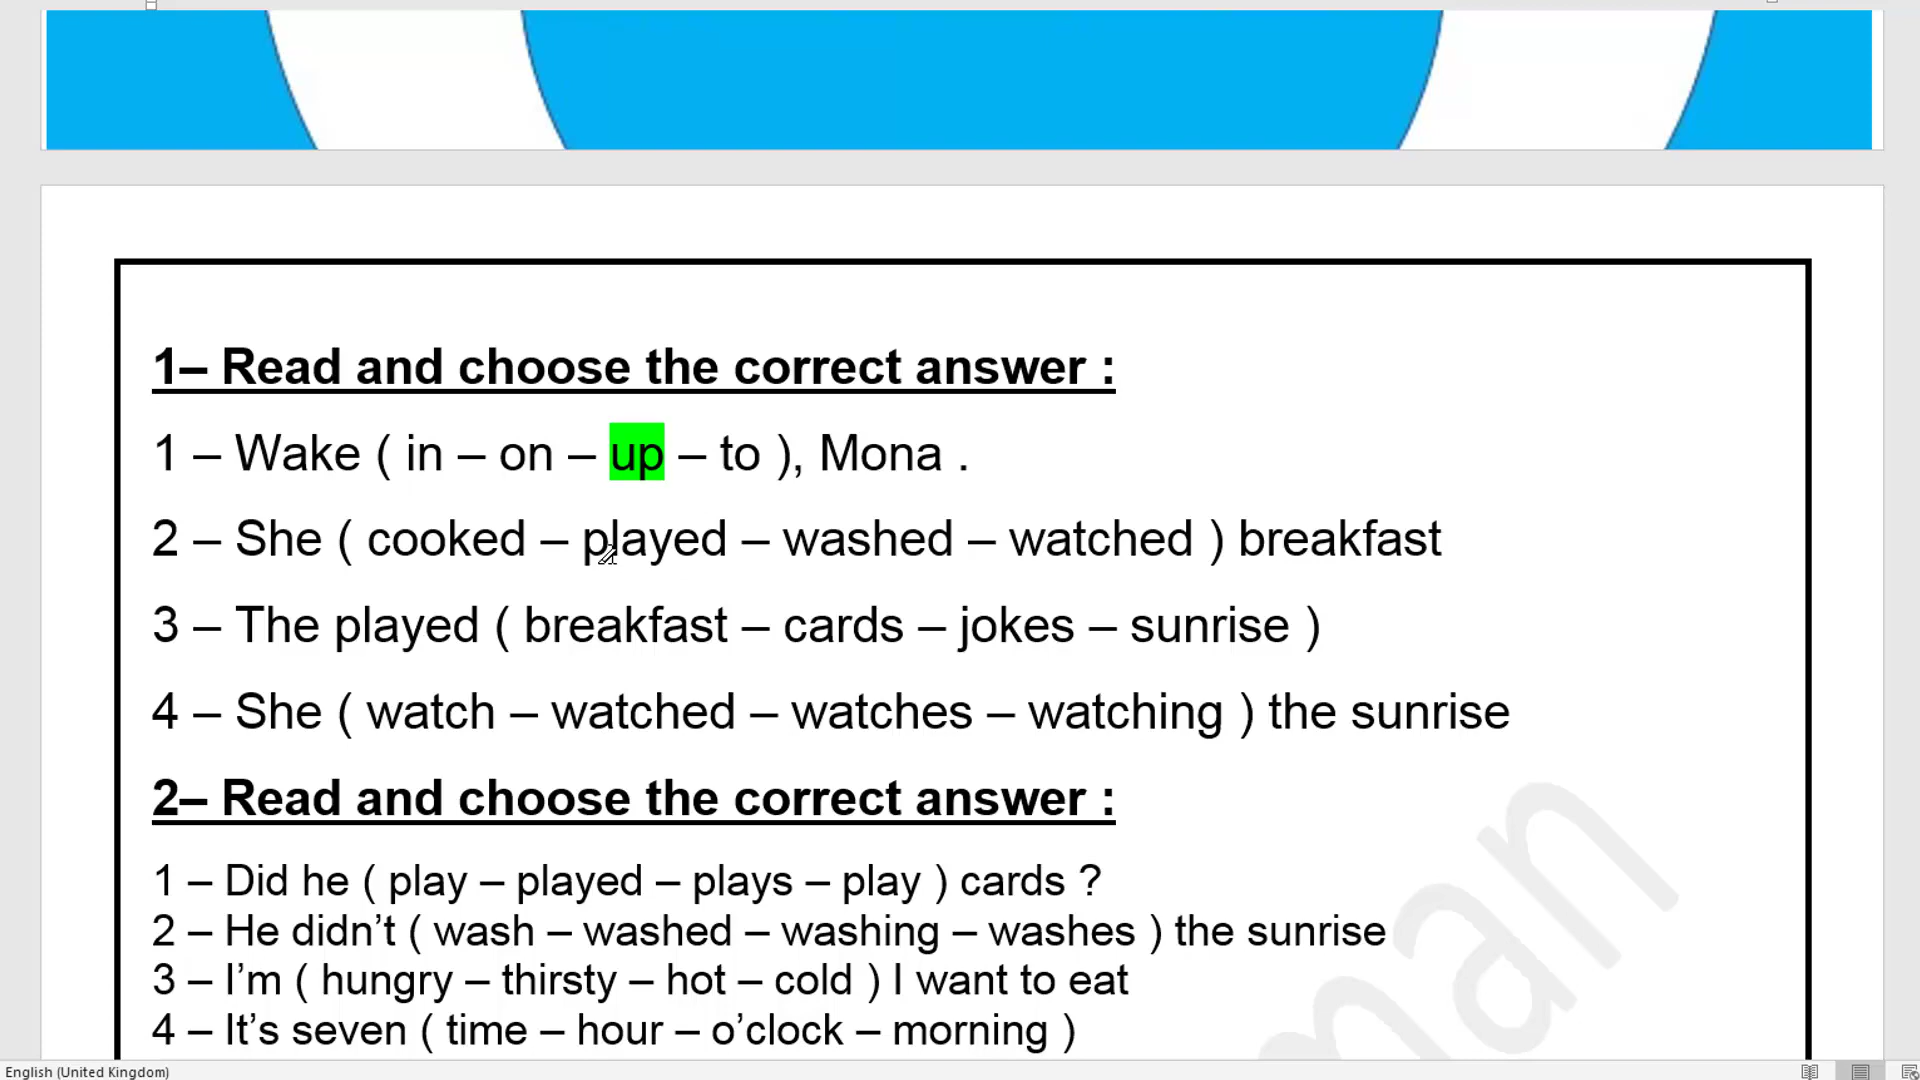 1– Read and choose the correct answer :
1 – Wake ( in – on – up – to ), Mona .
2 – She ( cooked – played – washed – watched ) breakfast
3 – The played ( breakfast – cards – jokes – sunrise )
4 – She ( watch – watched – watches – watching ) the sunrise
2– Read and choose the correct answer :
1 – Did he ( play – played – plays – play ) cards ?
2 – He didn’t ( wash – washed – washing – washes ) the sunrise
3 – I’m ( hungry – thirsty – hot – cold ) I want to eat
4 – It’s seven ( time – hour – o’clock – morning )
man
English (United Kingdom)